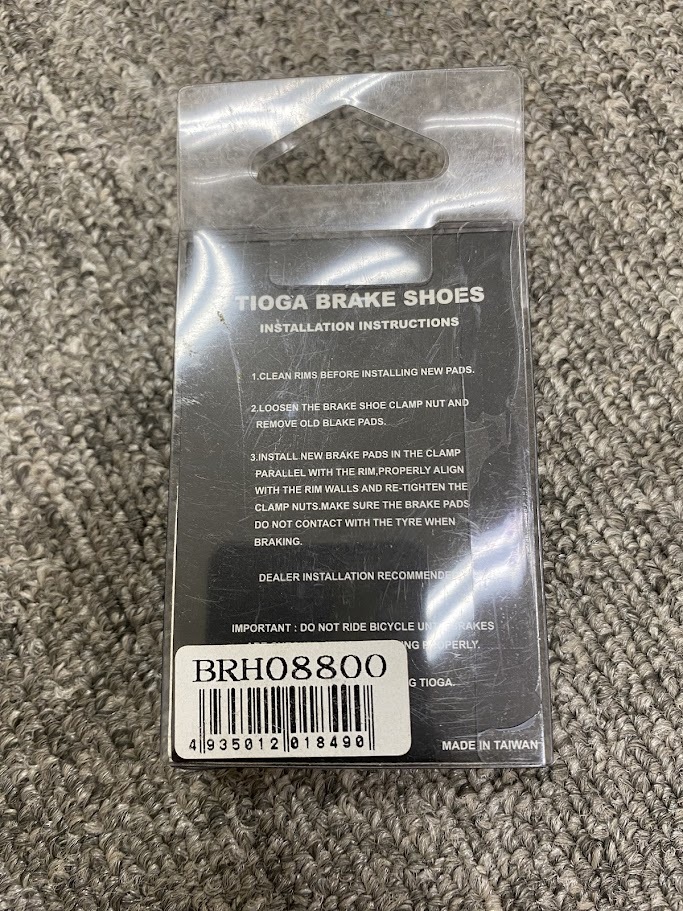 TIOGA BRAKE SHOES
INSTALLATION INSTRUCTIONS
1.CLEAN RIMS BEFORE INSTALLING NEW PADS.
2.LOOSEN THE BRAKE SHOE CLAMP NUT AND
REMOVE OLD BLAKE PADS.
3.INSTALL NEW BRAKE PADS IN THE CLAMP
PARALLEL WITH THE RIM,PROPERLY ALIGN
WITH THE RIM WALLS AND RE-TIGHTEN THE
CLAMP NUTS.MAKE SURE THE BRAKE PADS
DO NOT CONTACT WITH THE TYRE WHEN
BRAKING.
DEALER INSTALLATION RECOMMENDED
IMPORTANT : DO NOT RIDE BICYCLE UNTIL BRAKES
PROPERLY.
TIOGA.
BRH08800
4 935012 018490
MADE IN TAIWAN